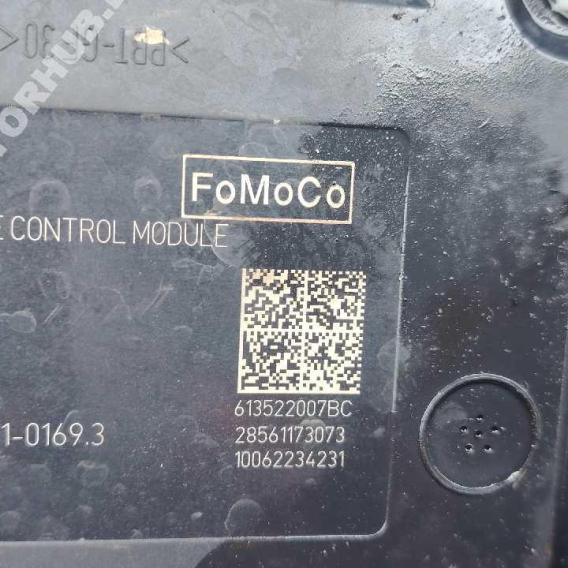 >PBT-GF30<
FoMoCo
E CONTROL MODULE
613522007BC
1-0169.3
28561173073
10062234231